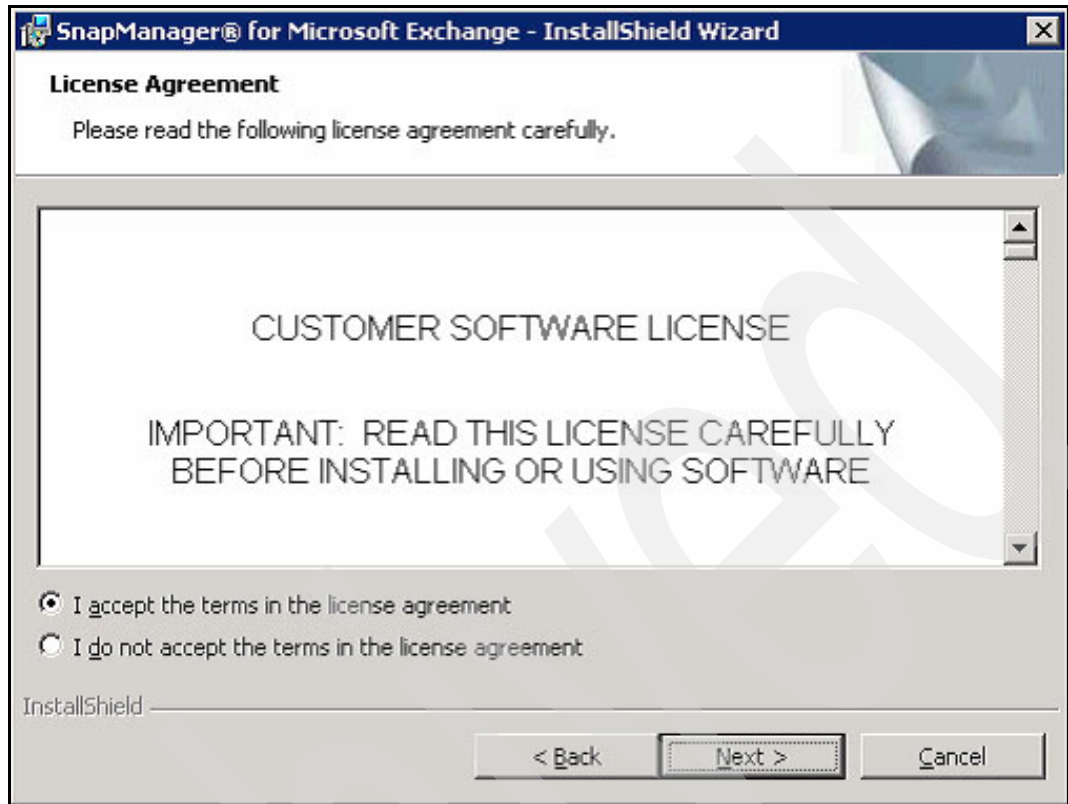 SnapManager® for Microsoft Exchange - InstallShield Wizard
License Agreement
Please read the following license agreement carefully.
CUSTOMER SOFTWARE LICENSE
IMPORTANT: READ THIS LICENSE CAREFULLY
BEFORE INSTALLING OR USING SOFTWARE
I accept the terms in the license agreement
I do not accept the terms in the license agreement
InstallShield
< Back Next > Cancel